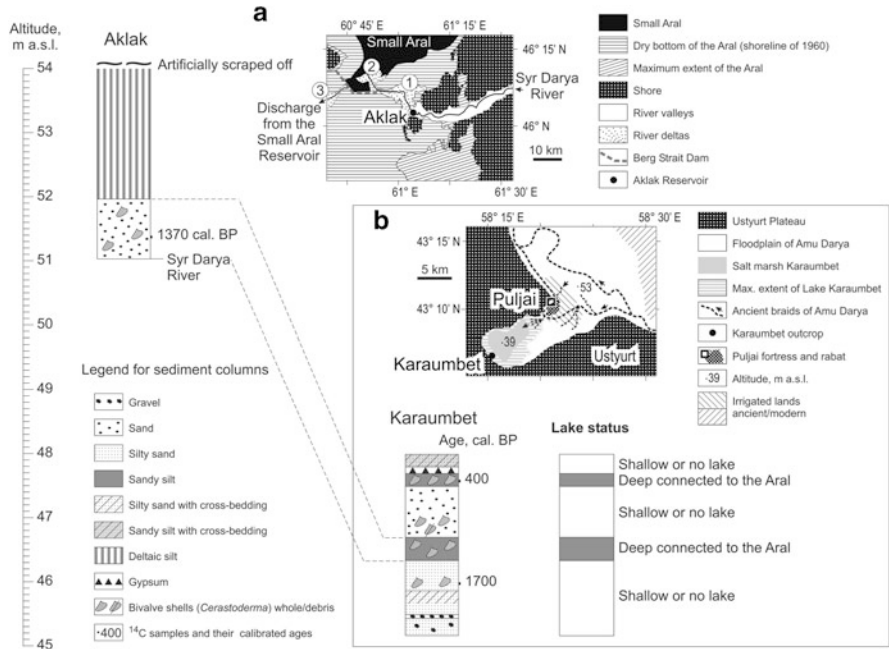 Altitude,
m a.s.l.
54
53
52
51
50
49
48
47
46
45
Aklak
Artificially scraped off
1370 cal. BP
Syr Darya
River
Legend for sediment columns
Gravel
Sand
Silty sand
Sandy silt
Silty sand with cross-bedding
Sandy silt with cross-bedding
Deltaic silt
Gypsum
Bivalve shells (Cerastoderma) whole/debris
·400 ¹⁴C samples and their calibrated ages
a
60° 45' E
61° 15' E
Small Aral
46° 15' N
1
2
3
Syr Darya
River
Discharge
from the
Small Aral
Reservoir
Aklak
46° N
10 km
61° E
61° 30' E
Small Aral
Dry bottom of the Aral (shoreline of 1960)
Maximum extent of the Aral
Shore
River valleys
River deltas
Berg Strait Dam
Aklak Reservoir
b
58° 15' E
58° 30' E
43° 15' N
5 km
43° 10' N
Puljai
·53
·39
Karaumbet
Ustyurt
Ustyurt Plateau
Floodplain of Amu Darya
Salt marsh Karaumbet
Max. extent of Lake Karaumbet
Ancient braids of Amu Darya
Karaumbet outcrop
Puljai fortress and rabat
·39 Altitude, m a.s.l.
Irrigated lands
ancient/modern
Karaumbet
Age, cal. BP
400
1700
Lake status
Shallow or no lake
Deep connected to the Aral
Shallow or no lake
Deep connected to the Aral
Shallow or no lake